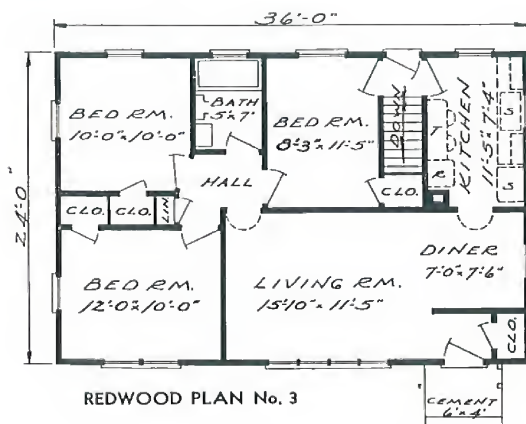 36'-0"
24'-0"
BED RM.
10'-0" x 10'-0"
BATH
5' x 7'
BED RM.
8'-3" x 11'-5"
DOWN
KITCHEN
11'-5" x 7'-4"
T
R
S
S
HALL
CLO.
CLO.
LIN
CLO.
BED RM.
12'-0" x 10'-0"
LIVING RM.
15'-10" x 11'-5"
DINER
7'-0" x 7'-6"
CLO.
CEMENT
6' x 4'
REDWOOD PLAN No. 3